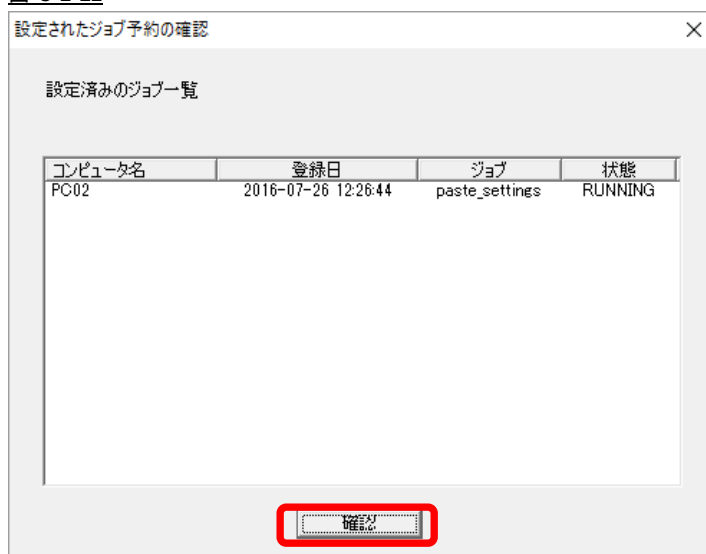 設定されたジョブ予約の確認
設定済みのジョブ一覧
コンピュータ名 登録日 ジョブ 状態
PC02 2016-07-26 12:26:44 paste_settings RUNNING
確認